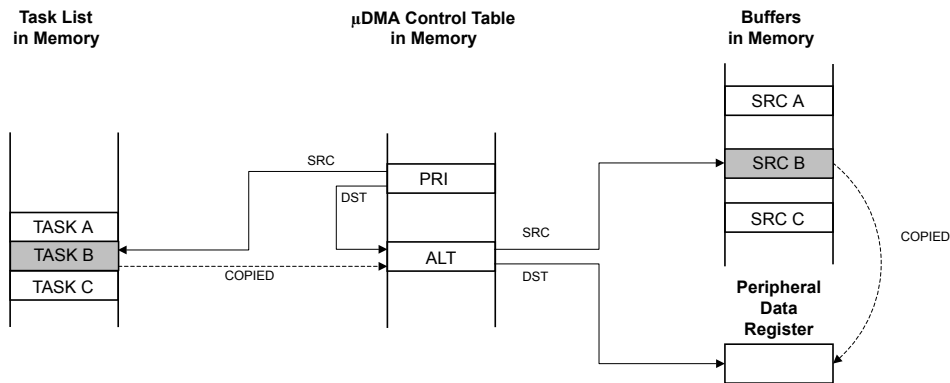 Task List
in Memory
µDMA Control Table
in Memory
Buffers
in Memory
SRC A
SRC
PRI
SRC B
DST
TASK A
SRC C
TASK B
SRC
ALT
COPIED
COPIED
DST
TASK C
Peripheral
Data
Register